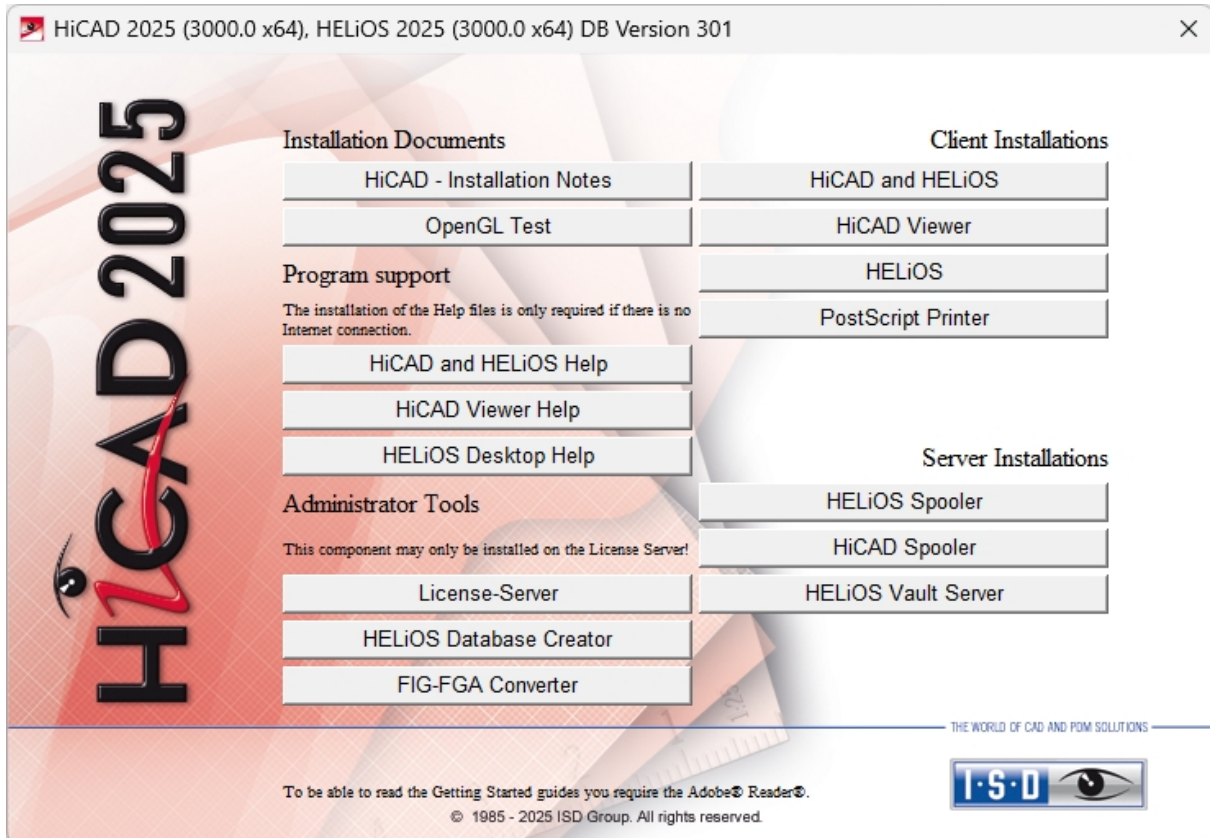 HiCAD 2025 (3000.0 x64), HELiOS 2025 (3000.0 x64) DB Version 301
HiCAD 2025
Installation Documents
HiCAD - Installation Notes
OpenGL Test
Program support
The installation of the Help files is only required if there is no
Internet connection.
HiCAD and HELiOS Help
HiCAD Viewer Help
HELiOS Desktop Help
Administrator Tools
This component may only be installed on the License Server!
License-Server
HELiOS Database Creator
FIG-FGA Converter
Client Installations
HiCAD and HELiOS
HiCAD Viewer
HELiOS
PostScript Printer
Server Installations
HELiOS Spooler
HiCAD Spooler
HELiOS Vault Server
THE WORLD OF CAD AND PDM SOLUTIONS
I·S·D
To be able to read the Getting Started guides you require the Adobe® Reader®.
© 1985 - 2025 ISD Group. All rights reserved.